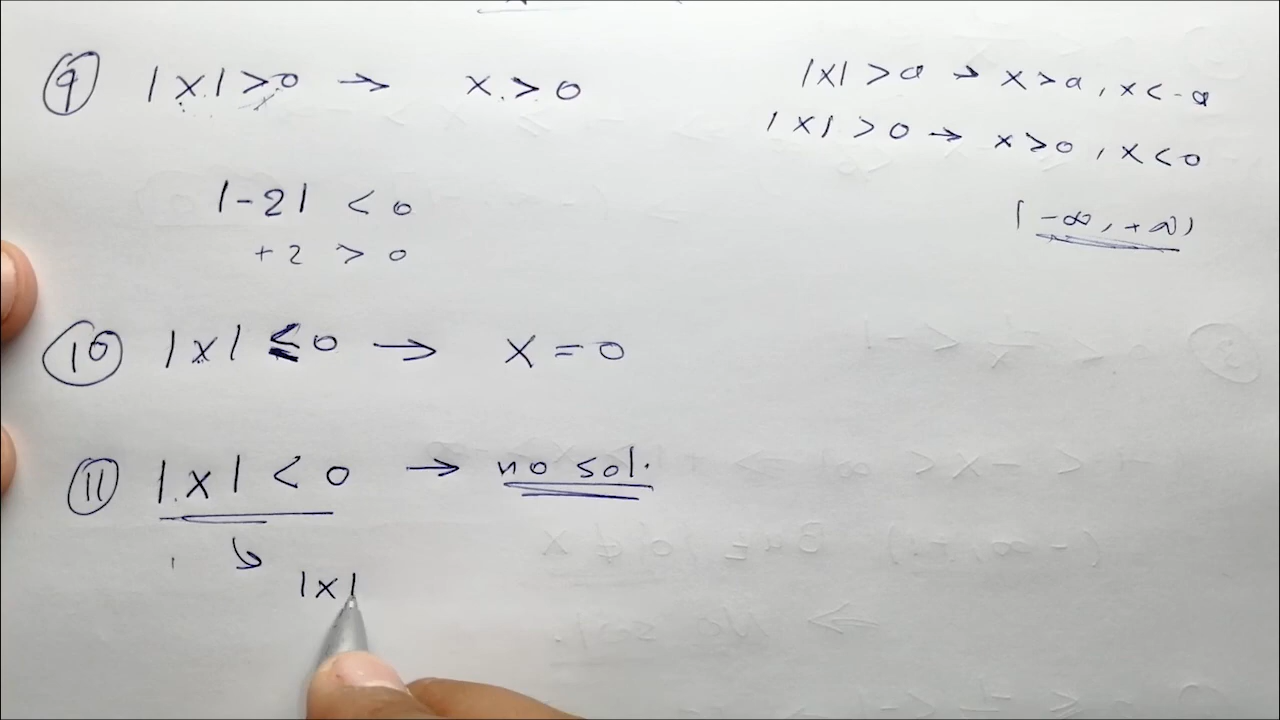 ⑨ |x| > 0 → x > 0
|x| > a → x > a, x < -a
|x| > 0 → x > 0, x < 0
(-∞, +∞)
|-2| < 0
+2 > 0
⑩ |x| ≤ 0 → x = 0
⑪ |x| < 0 → no sol.
↳ |x|